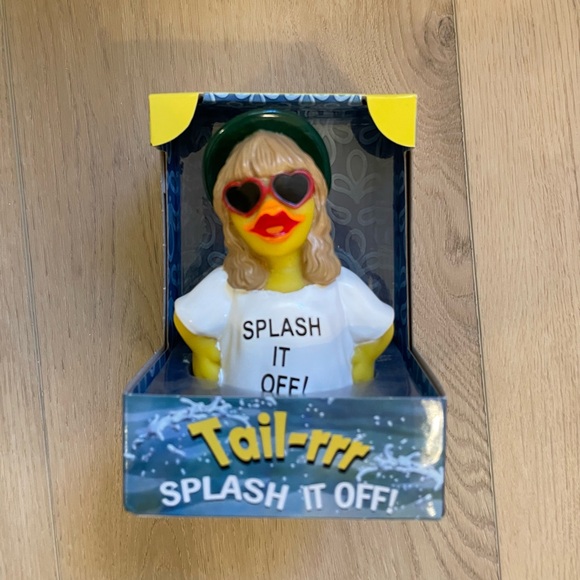 SPLASH
IT
OFF!
Tail-rrr
SPLASH IT OFF!